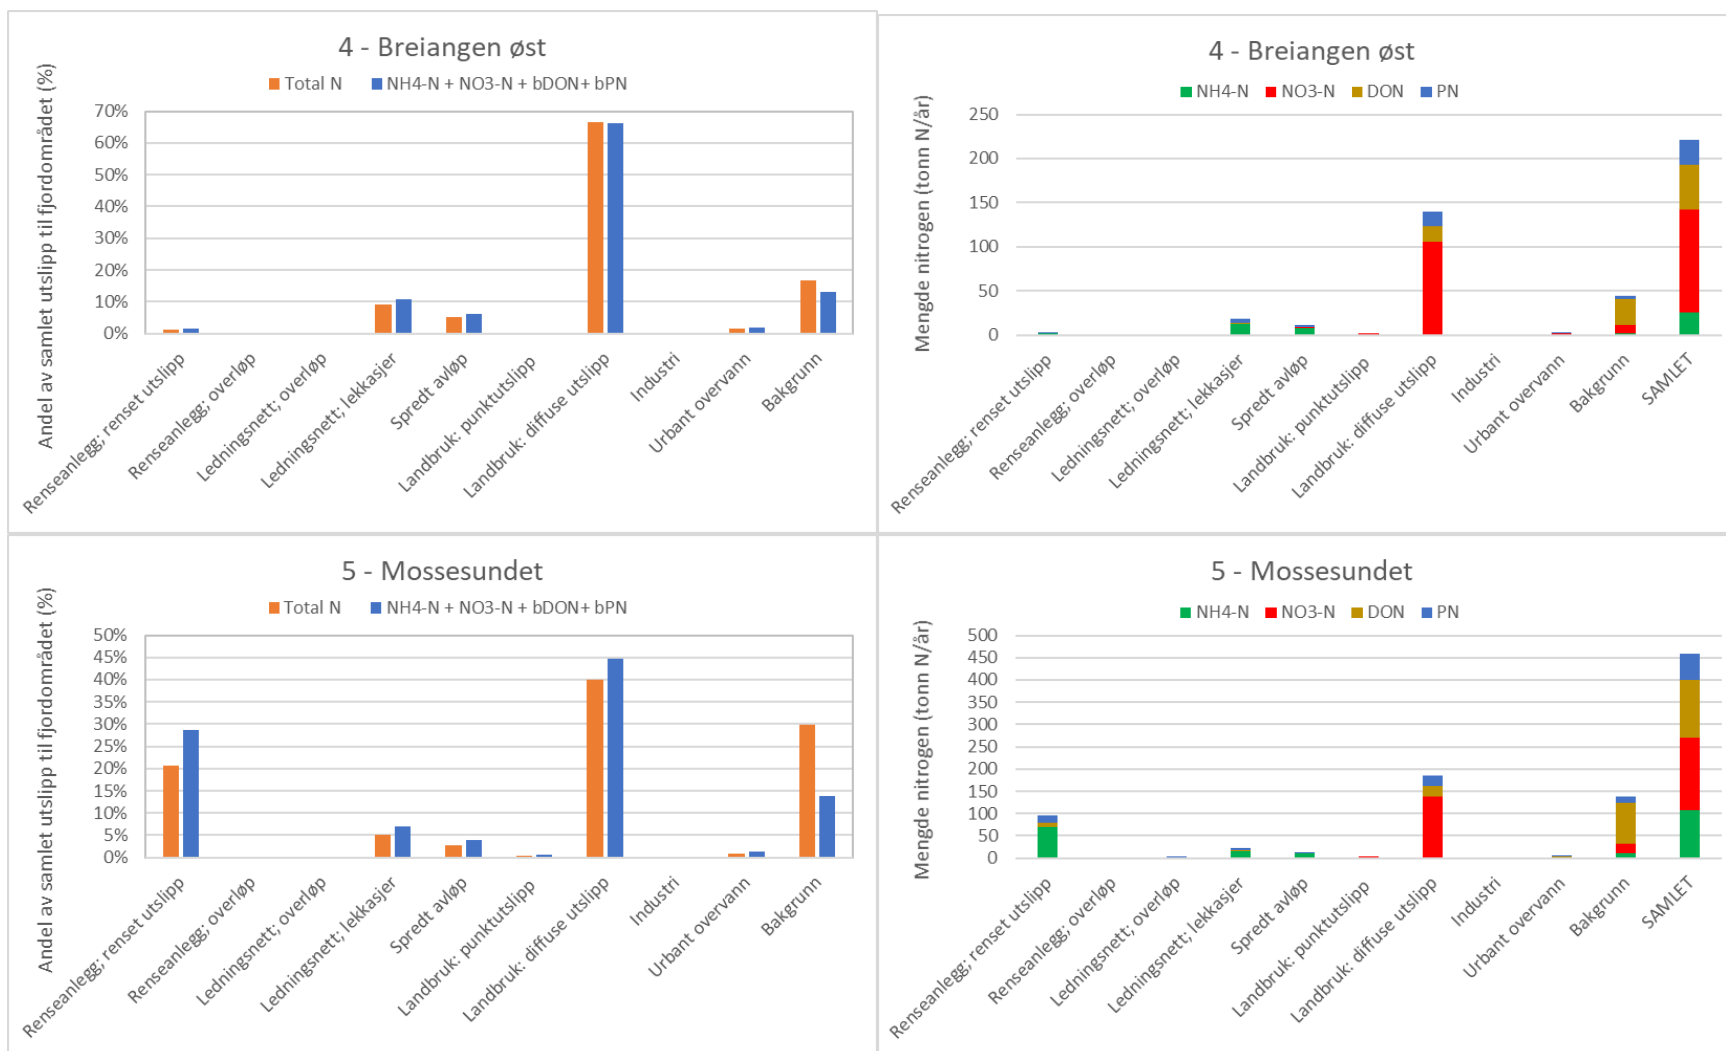 4 - Breiangen øst
Total N NH4-N + NO3-N + bDON+ bPN
Andel av samlet utslipp til fjordområdet (%)
70%
60%
50%
40%
30%
20%
10%
0%
Renseanlegg; renset utslipp
Renseanlegg; overløp
Ledningsnett; overløp
Ledningsnett; lekkasjer
Spredt avløp
Landbruk: punktutslipp
Landbruk: diffuse utslipp
Industri
Urbant overvann
Bakgrunn
4 - Breiangen øst
NH4-N NO3-N DON PN
Mengde nitrogen (tonn N/år)
250
200
150
100
50
0
Renseanlegg; renset utslipp
Renseanlegg; overløp
Ledningsnett; overløp
Ledningsnett; lekkasjer
Spredt avløp
Landbruk: punktutslipp
Landbruk: diffuse utslipp
Industri
Urbant overvann
Bakgrunn
SAMLET
5 - Mossesundet
Total N NH4-N + NO3-N + bDON+ bPN
Andel av samlet utslipp til fjordområdet (%)
50%
45%
40%
35%
30%
25%
20%
15%
10%
5%
0%
Renseanlegg; renset utslipp
Renseanlegg; overløp
Ledningsnett; overløp
Ledningsnett; lekkasjer
Spredt avløp
Landbruk: punktutslipp
Landbruk: diffuse utslipp
Industri
Urbant overvann
Bakgrunn
5 - Mossesundet
NH4-N NO3-N DON PN
Mengde nitrogen (tonn N/år)
500
450
400
350
300
250
200
150
100
50
0
Renseanlegg; renset utslipp
Renseanlegg; overløp
Ledningsnett; overløp
Ledningsnett; lekkasjer
Spredt avløp
Landbruk: punktutslipp
Landbruk: diffuse utslipp
Industri
Urbant overvann
Bakgrunn
SAMLET